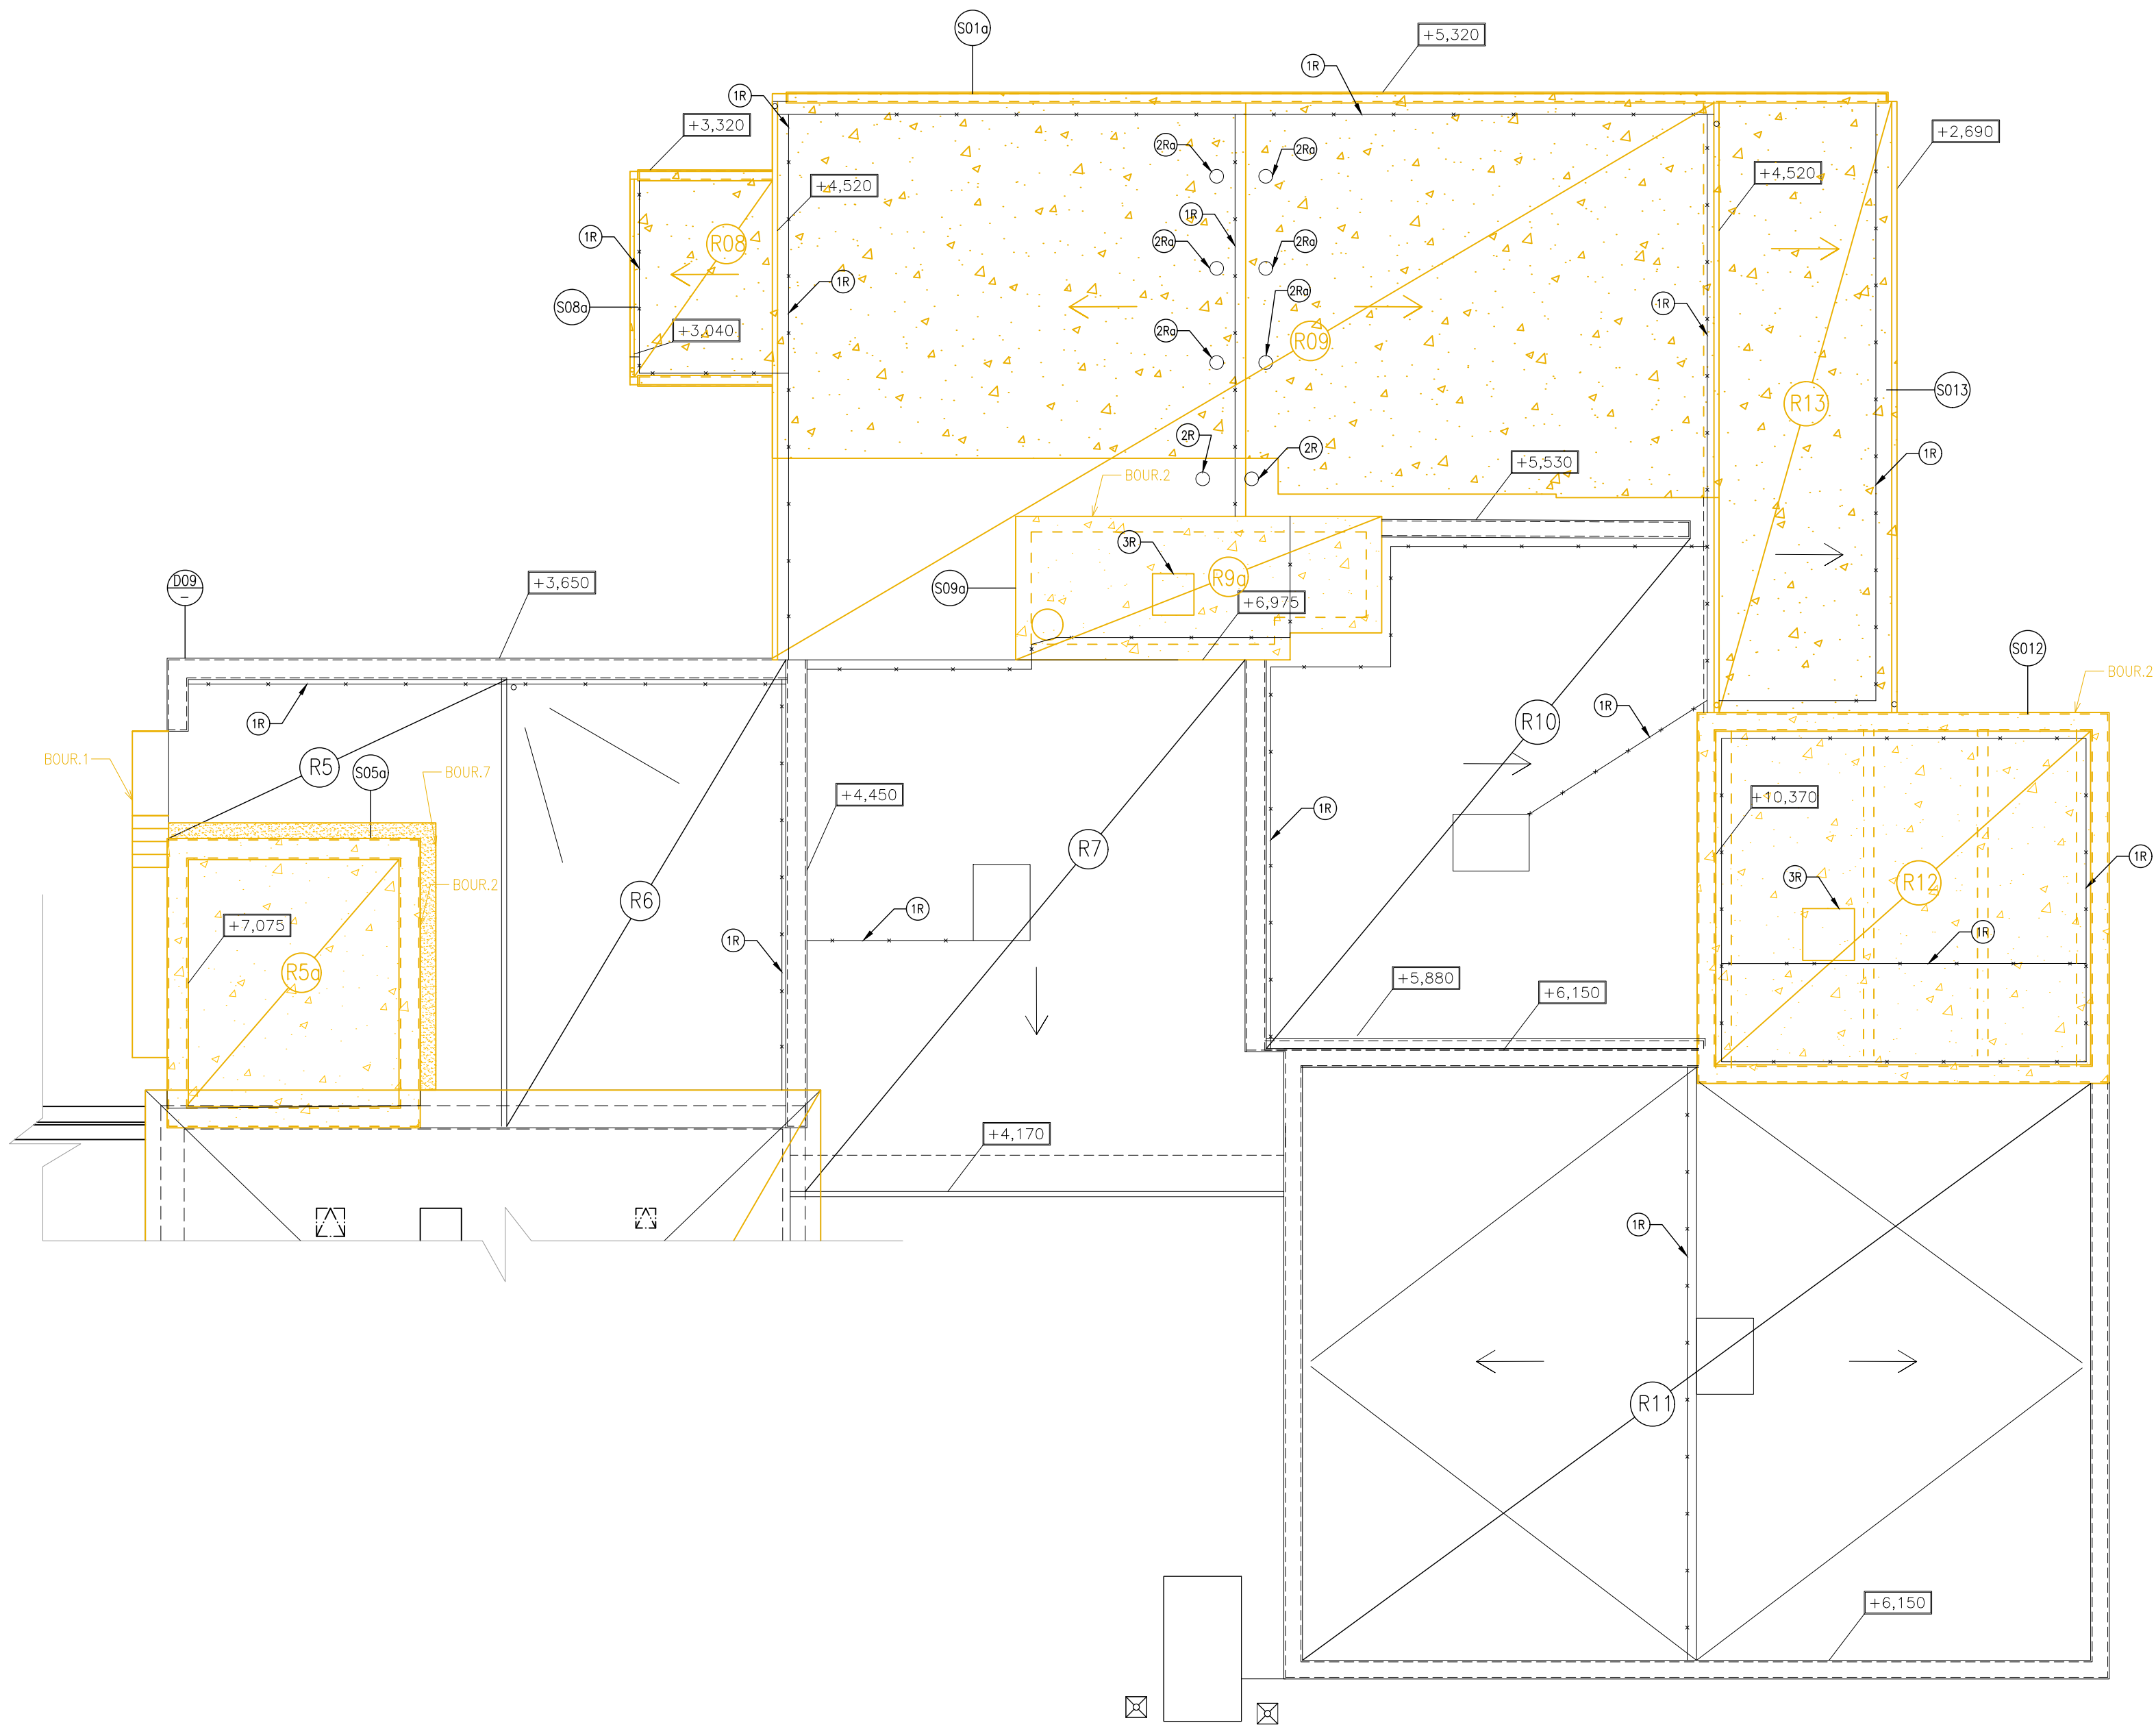 S01a
+5,320
1R
1R
+3,320
+2,690
2Ra
2Ra
+4,520
+4,520
1R
1R
R08
2Ra
2Ra
1R
2Ra
S08a
1R
+3,040
2Ra
R09
S013
R13
2R
2R
1R
BOUR.2
+5,530
3R
D09
–
+3,650
S09a
R9a
+6,975
S012
BOUR.2
1R
R10
1R
BOUR.1
R5
S05a
BOUR.7
+4,450
+10,370
1R
R7
1R
3R
R12
BOUR.2
R6
1R
+7,075
1R
1R
R5a
+5,880
+6,150
+4,170
1R
R11
+6,150